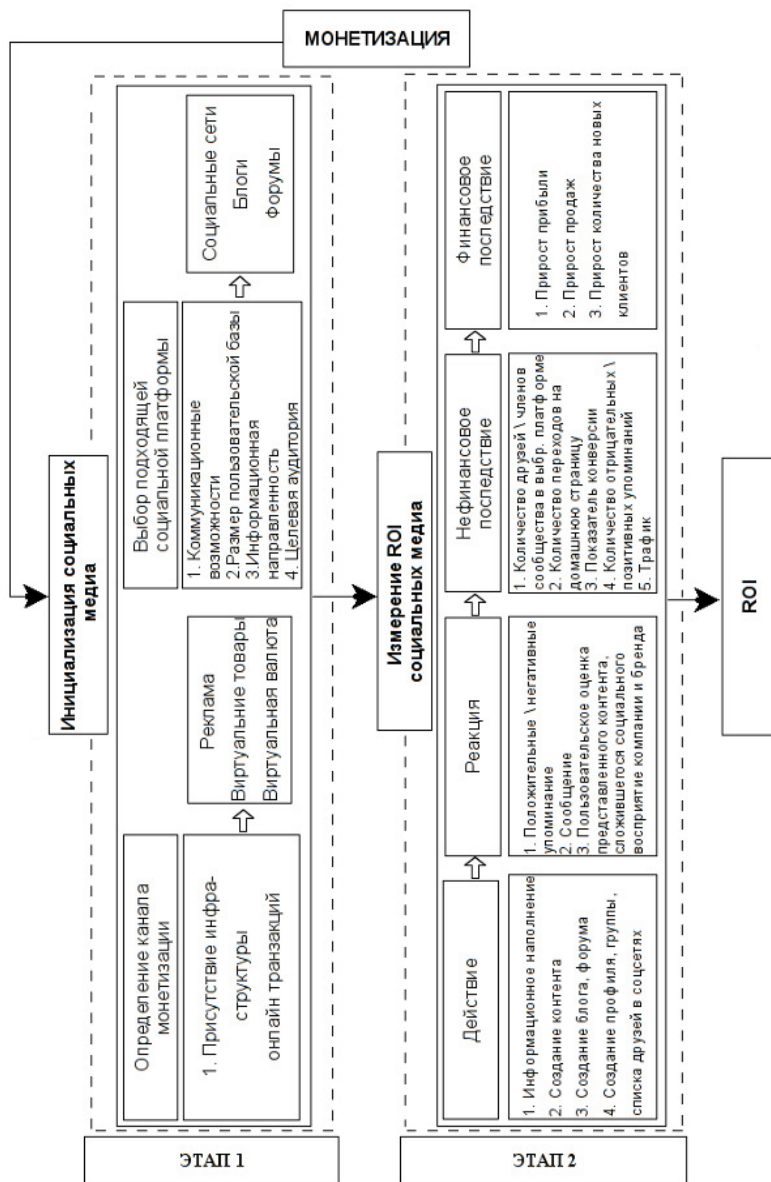 МОНЕТИЗАЦИЯ
Инициализация социальных
медиа
ЭТАП 1
Определение канала
монетизации
1. Присутствие инфра-
структуры
онлайн транзакций
Реклама
Виртуальние товары
Виртуальная валюта
Выбор подходящей
социальной платформы
1. Коммуникационные
возможности
2.Размер пользовательской базы
3.Информационная
направленность
4. Целевая аудитория
Социальные сети
Блоги
Форумы
Измерение ROI
социальных медиа
ЭТАП 2
Действие
1. Информационное наполнение
2. Создание контента
3. Создание блога, форума
4. Создание профиля, группы,
списка друзей в соцсетях
Реакция
1. Положительные \ негативные
упоминание
2. Сообщение
3. Пользовательское оценка
представленного контента,
сложившегося социального
восприятие компании и бренда
Нефинансовое
последствие
1. Количество друзей \ членов
сообщества в выбр. платформе
2. Количество переходов на
домашнюю страницу
3. Показатель конверсии
4. Количество отрицательных \
позитивных упоминаний
5. Трафик
Финансовое
последствие
1. Прирост прибыли
2. Прирост продаж
3. Прирост количества новых
клиентов
ROI